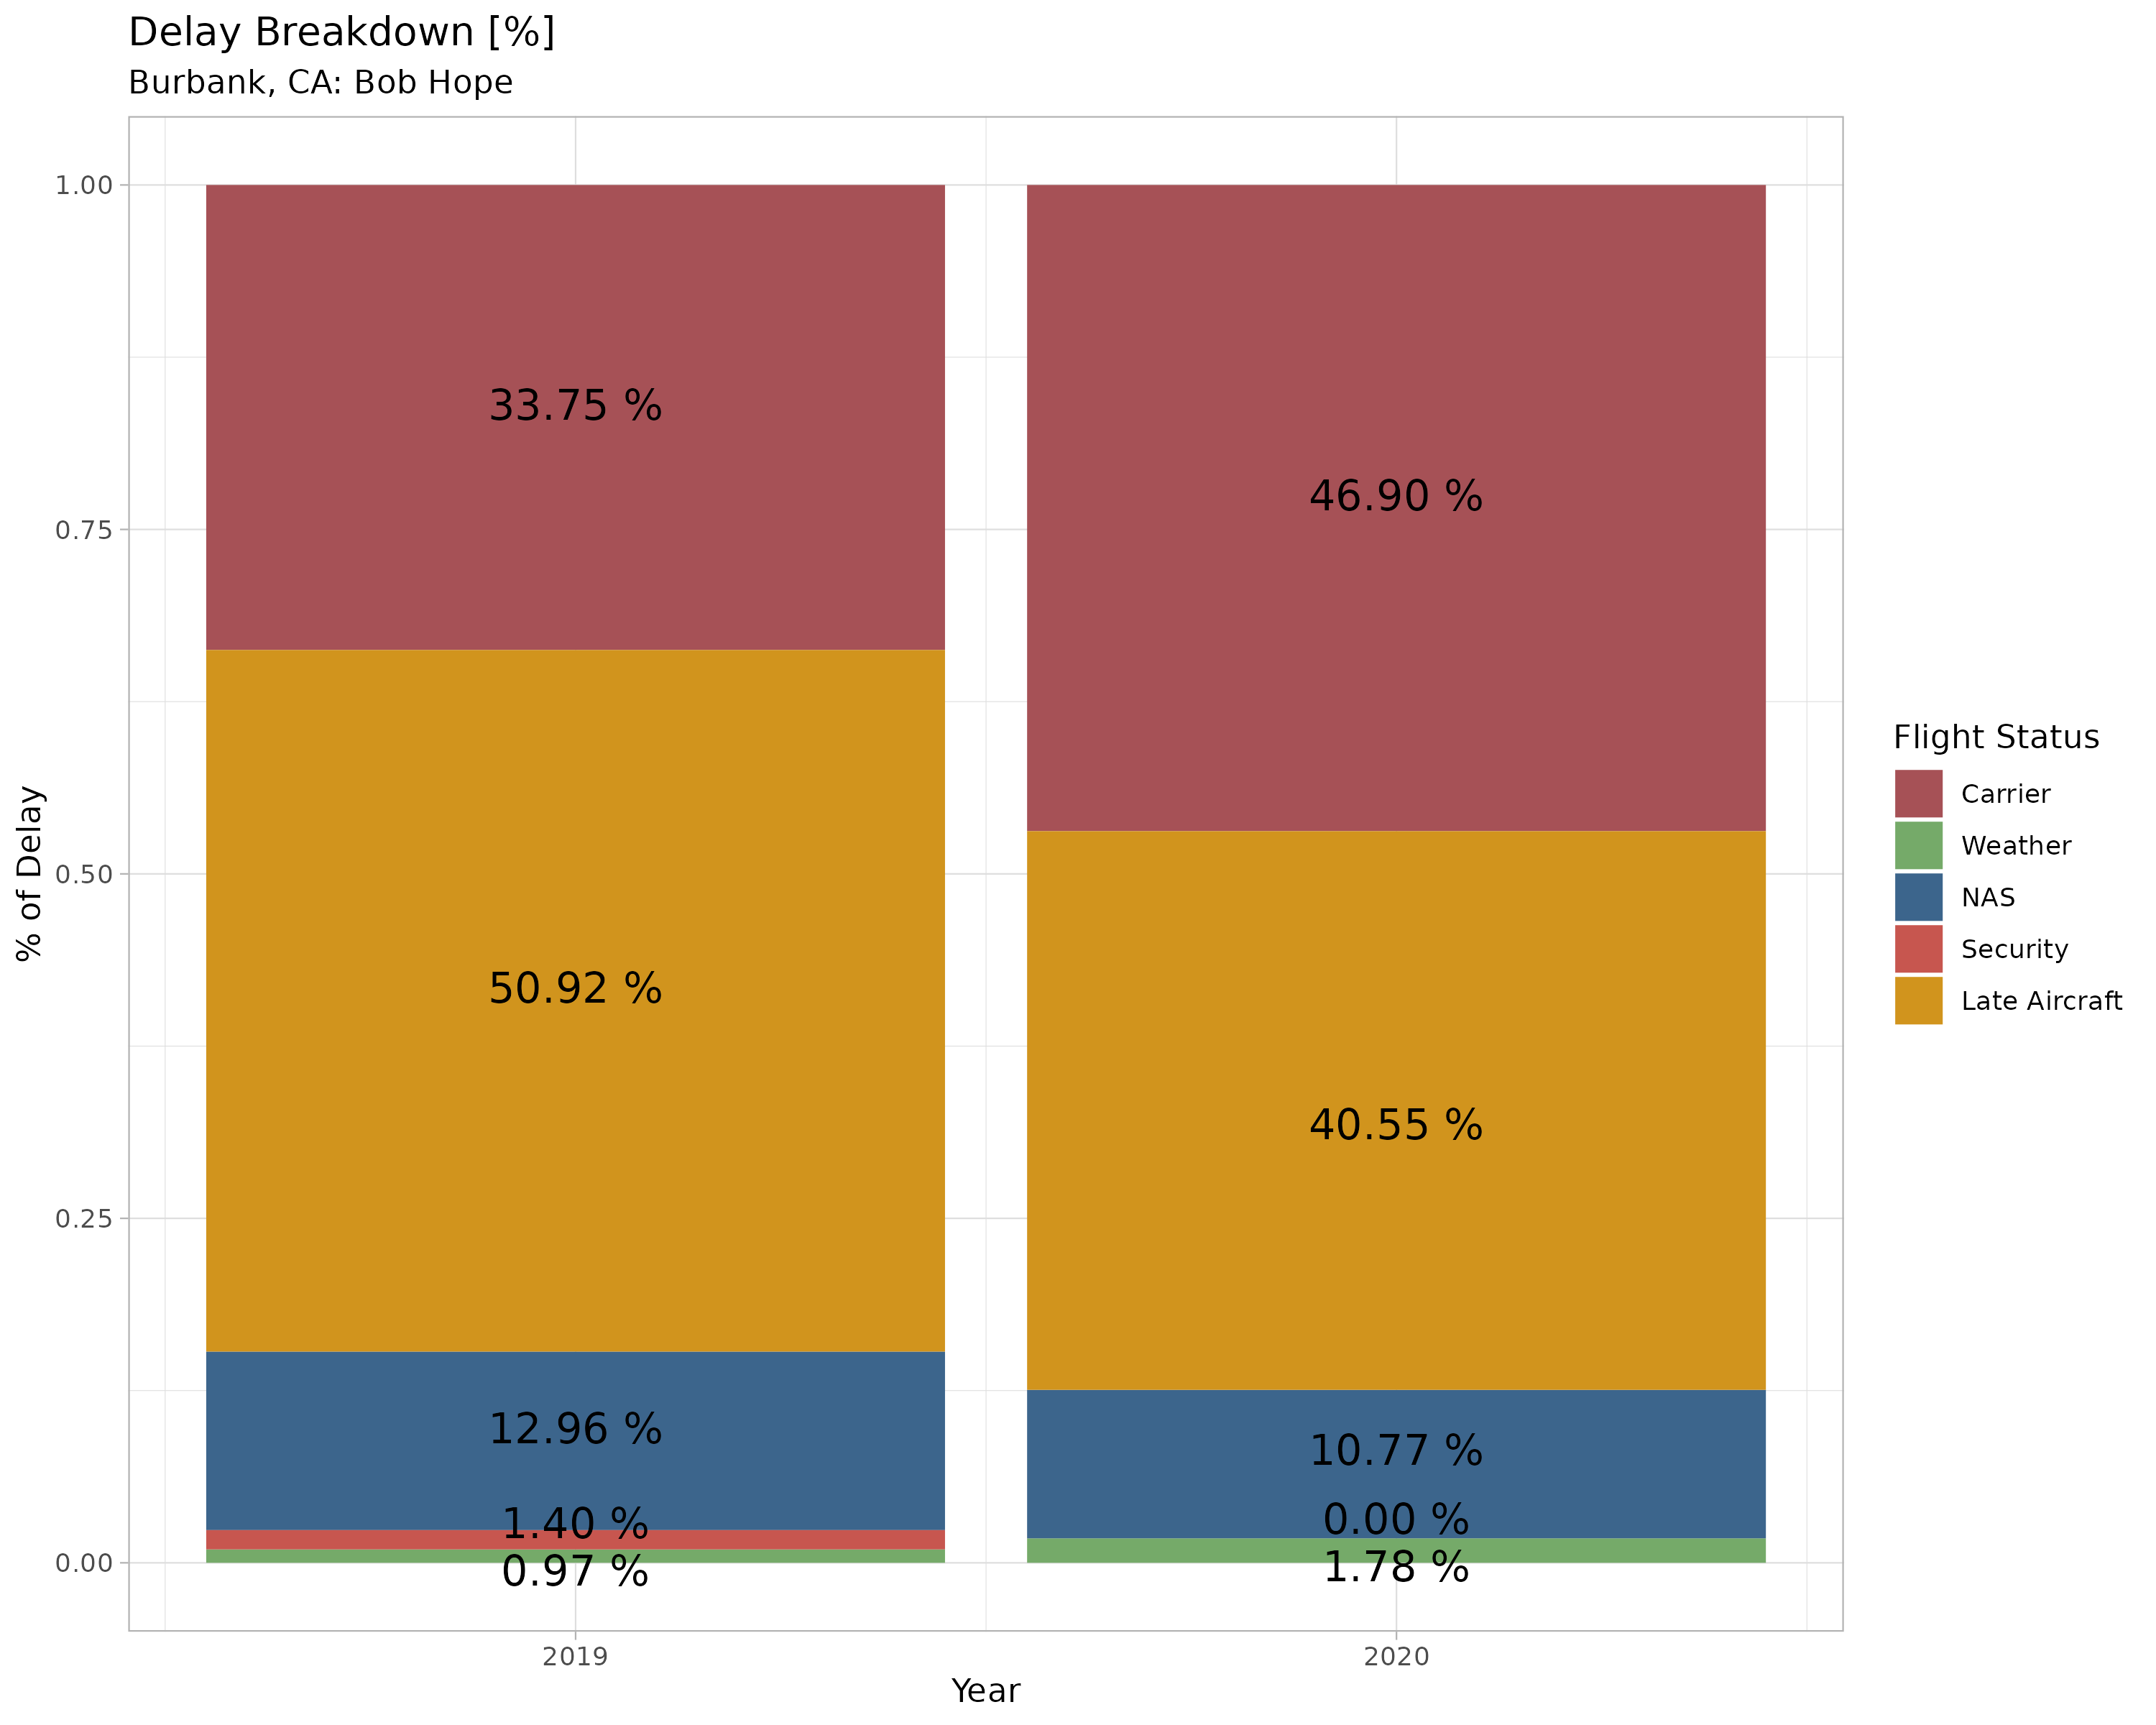 Delay Breakdown [%]
Burbank, CA: Bob Hope
% of Delay
1.00
0.75
0.50
0.25
0.00
33.75 %
50.92 %
12.96 %
1.40 %
0.97 %
46.90 %
40.55 %
10.77 %
0.00 %
1.78 %
2019
2020
Year
Flight Status
Carrier
Weather
NAS
Security
Late Aircraft